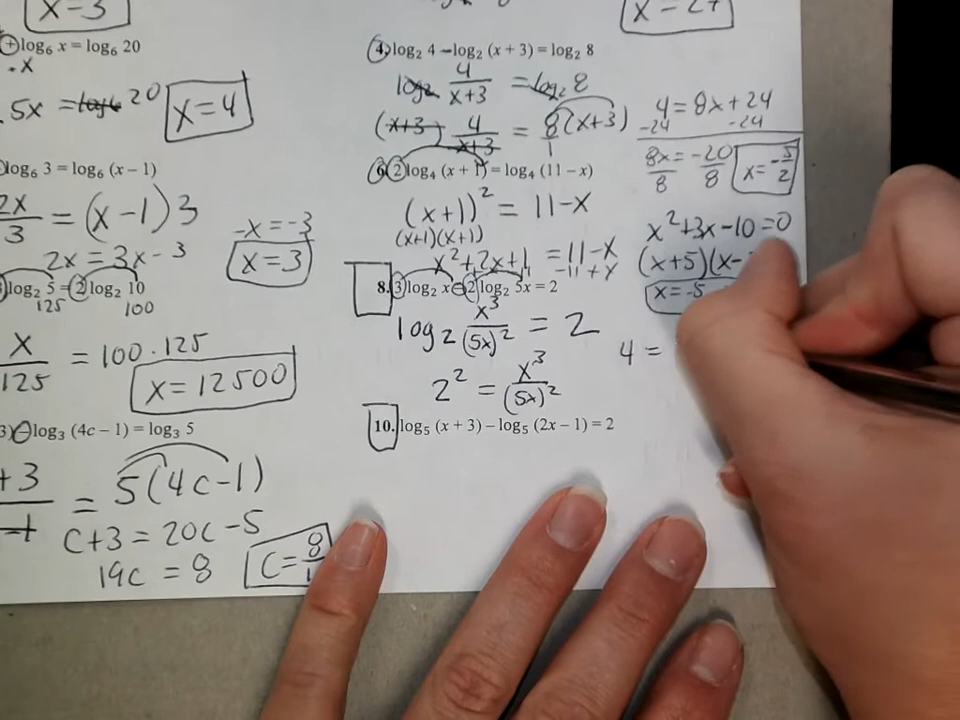 x = 3
+log₆ x = log₆ 20
• x
5x = log₆ 20
x = 4
log₆ 3 = log₆ (x − 1)
2x/3 = (x − 1) 3
2x = 3x − 3
-x = -3
x = 3
log₂ 5 = 2 log₂ 10
125 100
x/125 = 100 · 125
x = 12500
3) − log₃ (4c − 1) = log₃ 5
+ 3 = 5(4c − 1)
c + 3 = 20c − 5
19c = 8
c = 8/1
x = 27
4. log₂ 4 − log₂ (x + 3) = log₂ 8
log₂ 4/(x+3) = log₂ 8
(x+3) 4/(x+3) = 8/1 (x+3)
4 = 8x + 24
-24 -24
8x/8 = -20/8
x = -5/2
6. 2 log₄ (x + 1) = log₄ (11 − x)
(x+1)² = 11 − x
(x+1)(x+1)
x² + 2x + 1 = 11 − x
-11 + x
x² + 3x − 10 = 0
(x+5)(x −
x = -5
8. 3 log₂ x − 2 log₂ 5x = 2
log₂ x³/(5x)² = 2
2² = x³/(5x)²
4 =
10. log₅ (x + 3) − log₅ (2x − 1) = 2